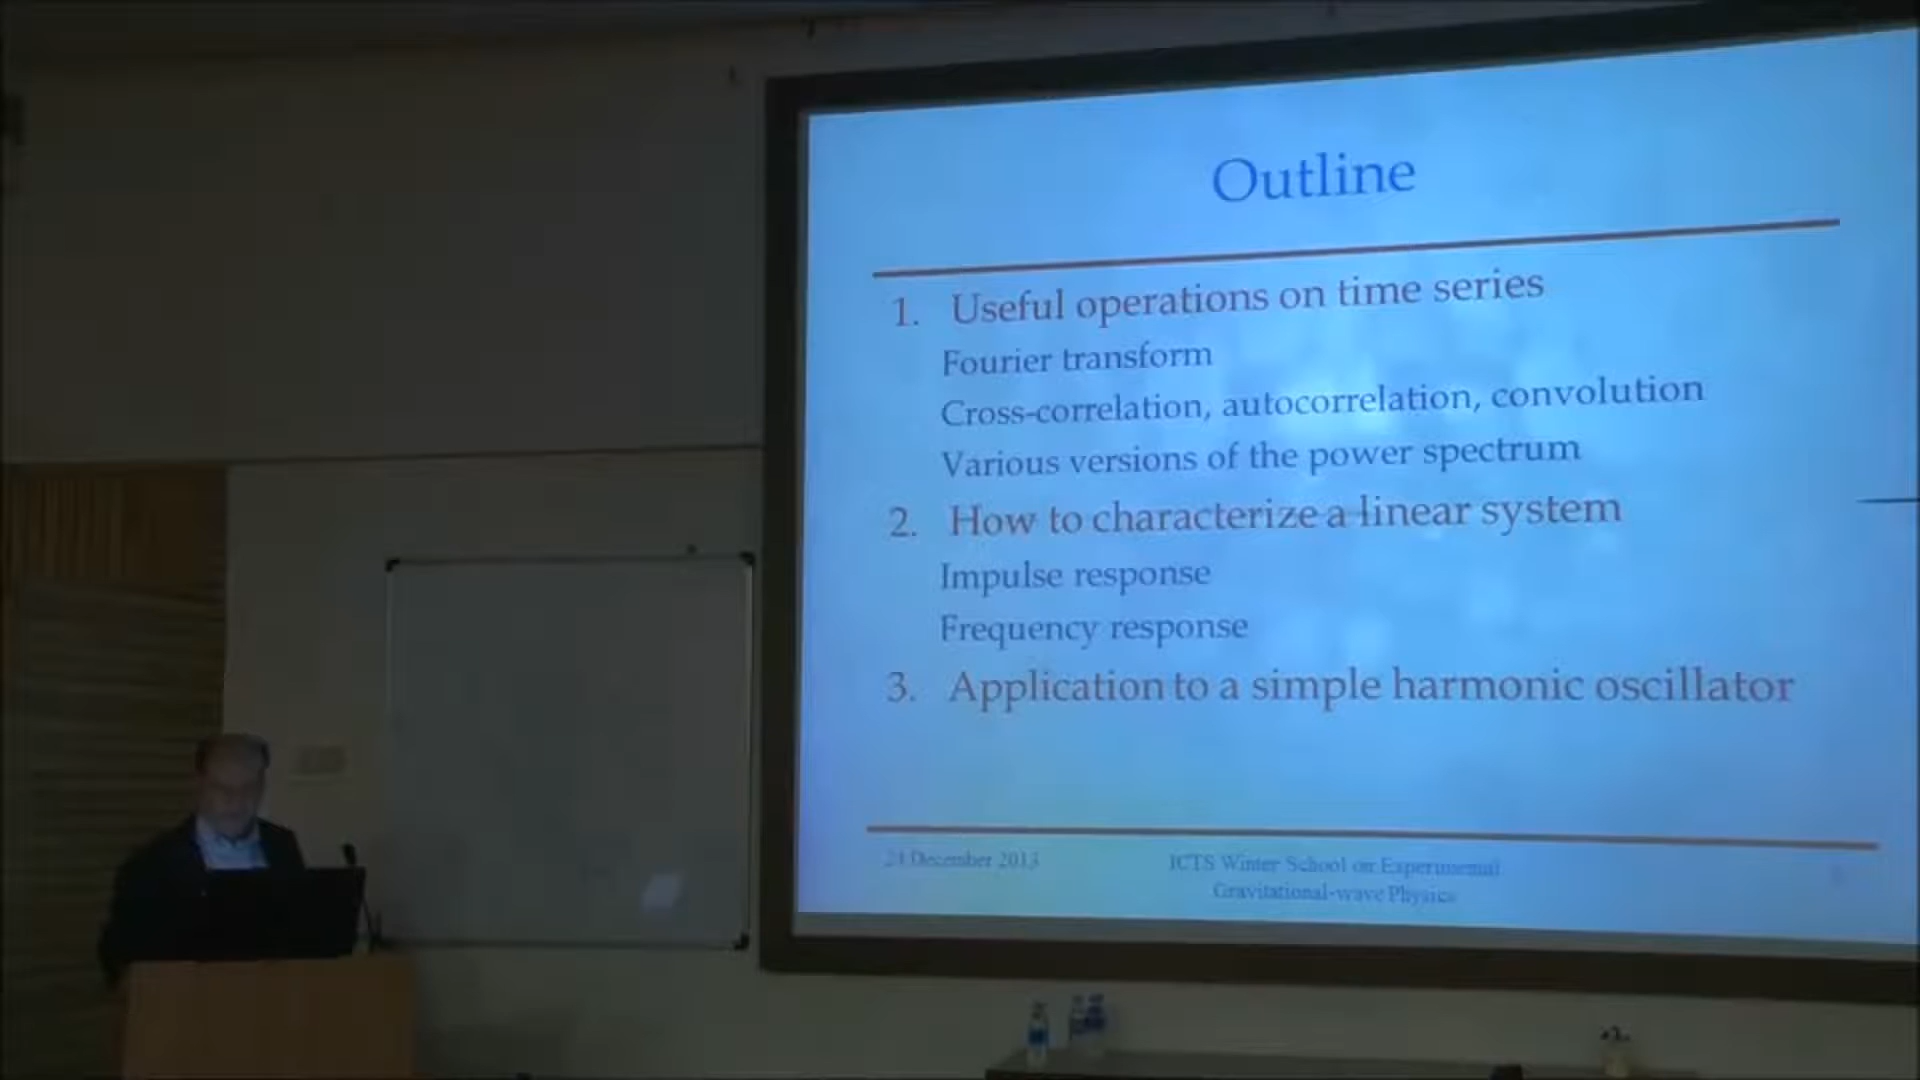 Outline
1. Useful operations on time series
Fourier transform
Cross-correlation, autocorrelation, convolution
Various versions of the power spectrum
2. How to characterize a linear system
Impulse response
Frequency response
3. Application to a simple harmonic oscillator
December 2013
ICTS Winter School on Experimental
Gravitational-wave Physics